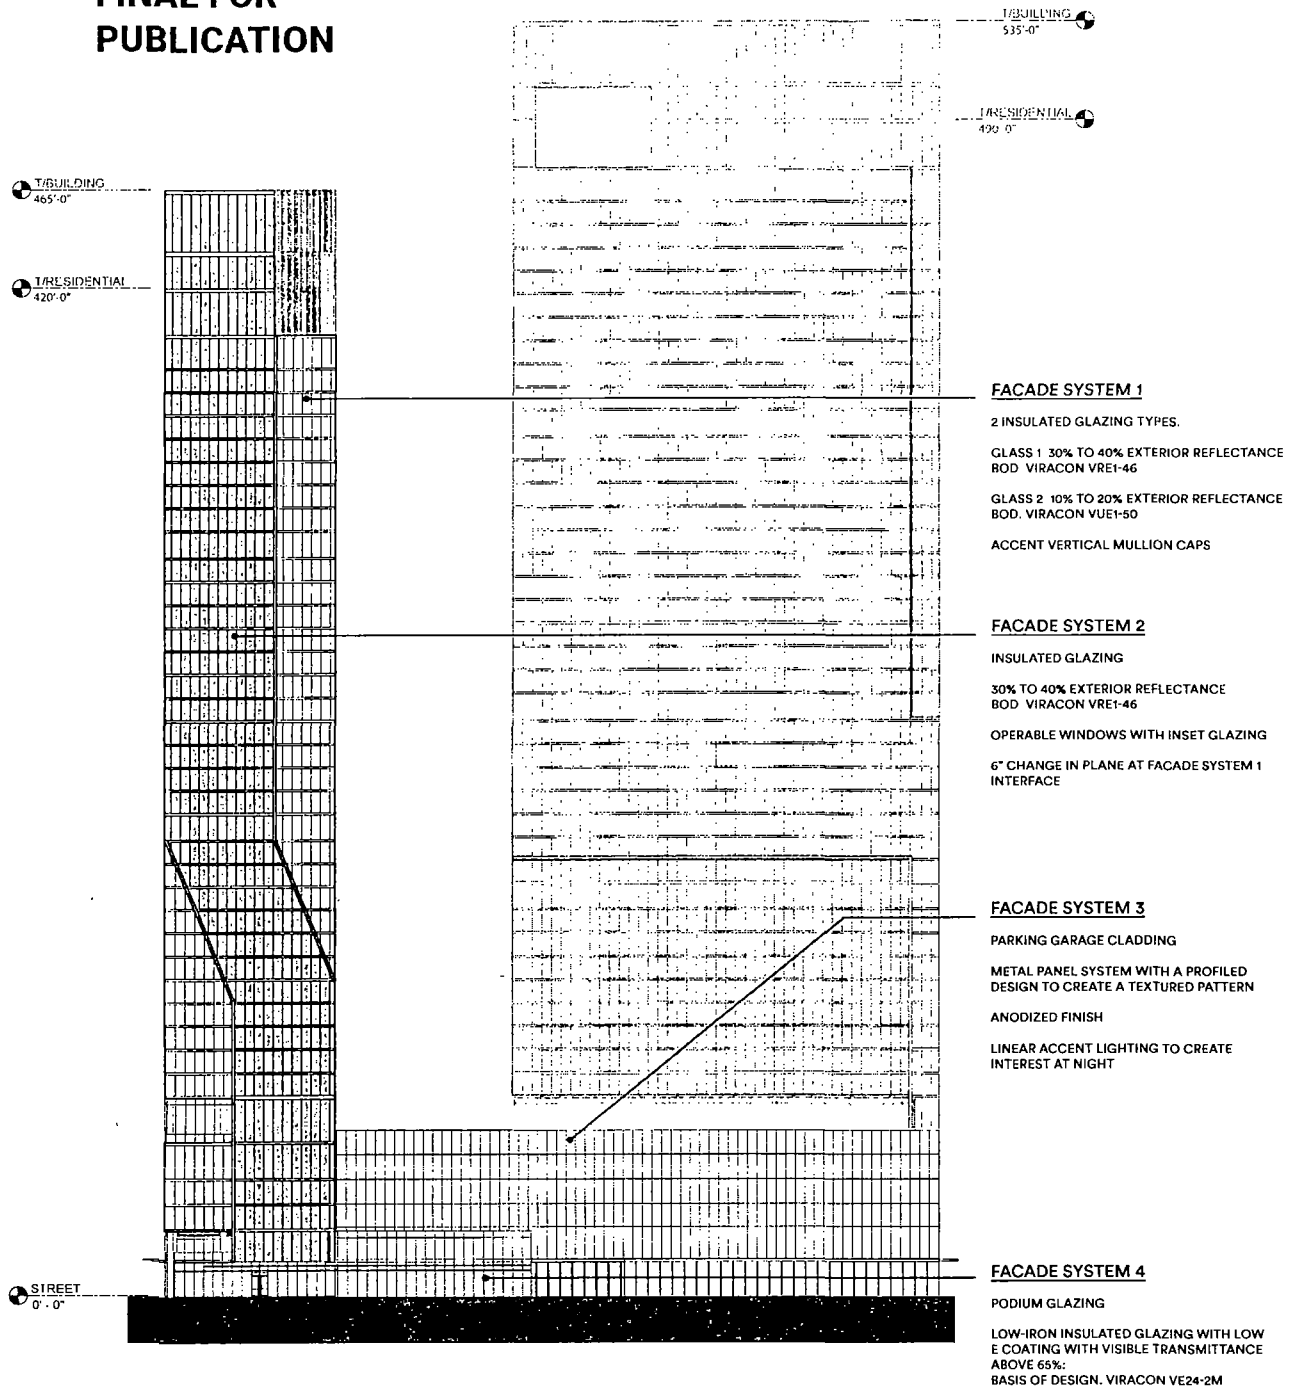 FINAL FOR
PUBLICATION
T/BUILDING
535'-0"
T/RESIDENTIAL
490'-0"
T/BUILDING
465'-0"
T/RESIDENTIAL
420'-0"
FACADE SYSTEM 1
2 INSULATED GLAZING TYPES.
GLASS 1 30% TO 40% EXTERIOR REFLECTANCE
BOD VIRACON VRE1-46
GLASS 2 10% TO 20% EXTERIOR REFLECTANCE
BOD. VIRACON VUE1-50
ACCENT VERTICAL MULLION CAPS
FACADE SYSTEM 2
INSULATED GLAZING
30% TO 40% EXTERIOR REFLECTANCE
BOD VIRACON VRE1-46
OPERABLE WINDOWS WITH INSET GLAZING
6" CHANGE IN PLANE AT FACADE SYSTEM 1
INTERFACE
FACADE SYSTEM 3
PARKING GARAGE CLADDING
METAL PANEL SYSTEM WITH A PROFILED
DESIGN TO CREATE A TEXTURED PATTERN
ANODIZED FINISH
LINEAR ACCENT LIGHTING TO CREATE
INTEREST AT NIGHT
FACADE SYSTEM 4
PODIUM GLAZING
LOW-IRON INSULATED GLAZING WITH LOW
E COATING WITH VISIBLE TRANSMITTANCE
ABOVE 65%:
BASIS OF DESIGN. VIRACON VE24-2M
STREET
0'-0"